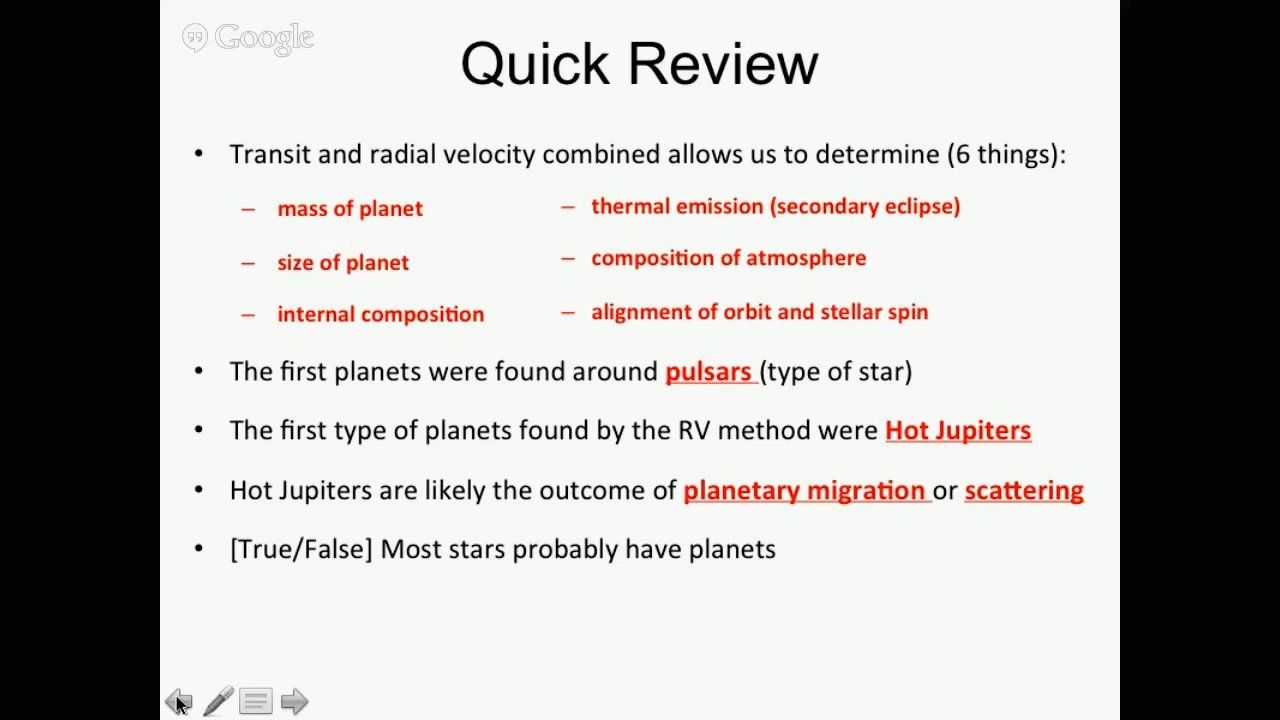 Google
Quick Review
• Transit and radial velocity combined allows us to determine (6 things):
– mass of planet
– size of planet
– internal composition
– thermal emission (secondary eclipse)
– composition of atmosphere
– alignment of orbit and stellar spin
• The first planets were found around pulsars (type of star)
• The first type of planets found by the RV method were Hot Jupiters
• Hot Jupiters are likely the outcome of planetary migration or scattering
• [True/False] Most stars probably have planets